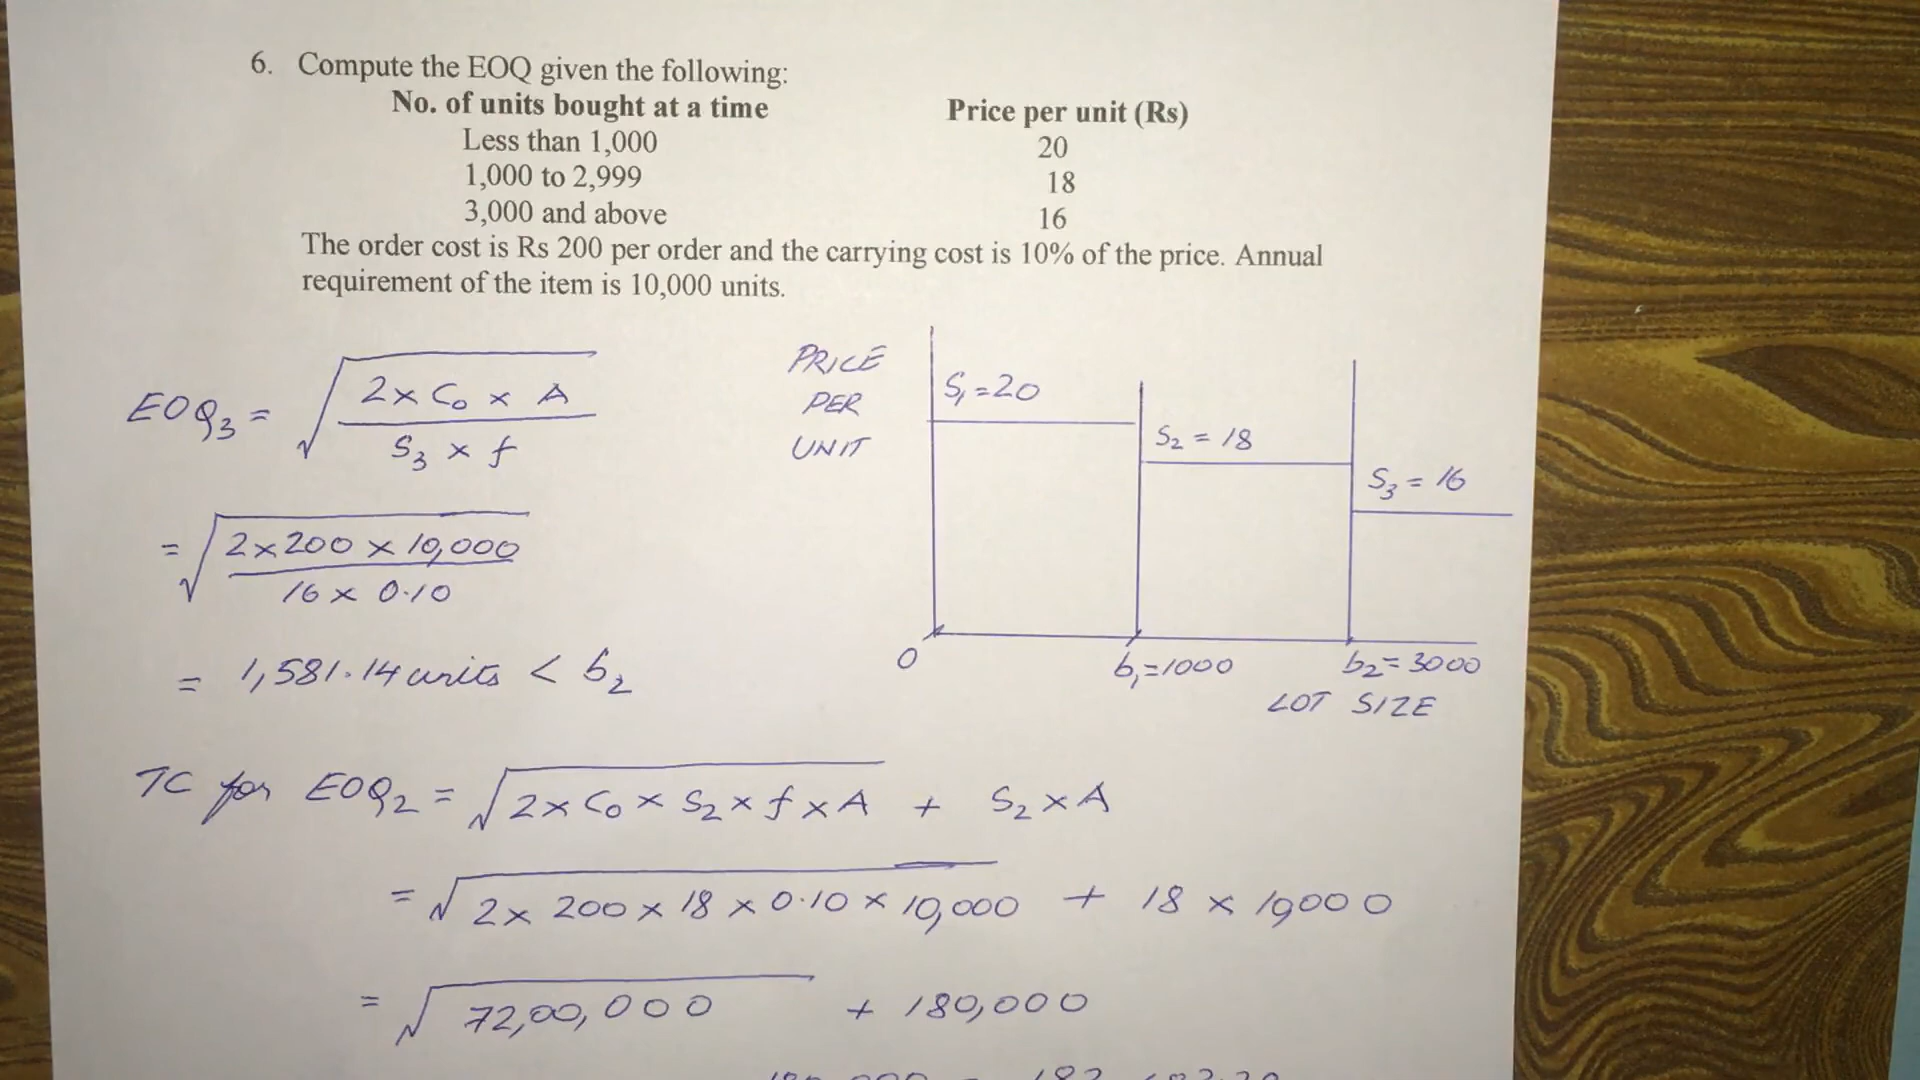 6. Compute the EOQ given the following:
No. of units bought at a time Price per unit (Rs)
Less than 1,000 20
1,000 to 2,999 18
3,000 and above 16
The order cost is Rs 200 per order and the carrying cost is 10% of the price. Annual
requirement of the item is 10,000 units.
EOQ₃ = √(2 x C₀ x A / S₃ x f)
= √(2 x 200 x 10,000 / 16 x 0.10)
= 1,581.14 units < b₂
PRICE
PER
UNIT
S₁ = 20
S₂ = 18
S₃ = 16
0 b₁=1000 b₂= 3000
LOT SIZE
TC for EOQ₂ = √(2 x C₀ x S₂ x f x A) + S₂ x A
= √(2 x 200 x 18 x 0.10 x 10,000) + 18 x 10,000
= √(72,00,000) + 180,000